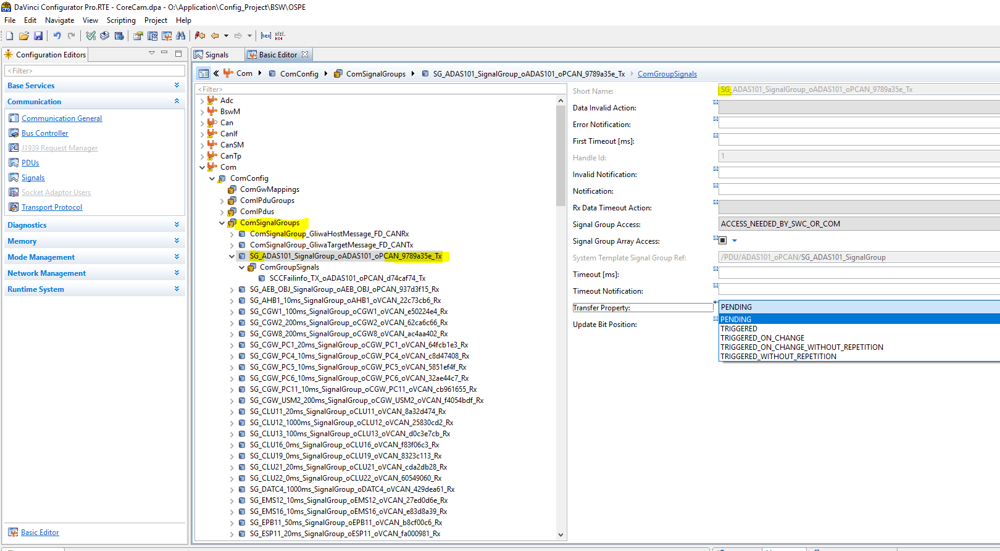 DaVinci Configurator Pro.RTE - CoreCam.dpa - O:\Application\Config_Project\BSW\OSPE
File Edit Navigate View Scripting Project Help
Configuration Editors
<Filter>
Base Services
Communication
Communication General
Bus Controller
J1939 Request Manager
PDUs
Signals
Socket Adaptor Users
Transport Protocol
Diagnostics
Memory
Mode Management
Network Management
Runtime System
Basic Editor
Signals Basic Editor
Com ComConfig ComSignalGroups SG_ADAS101_SignalGroup_oADAS101_oPCAN_9789a35e_Tx ComGroupSignals
<Filter>
Adc
BswM
Can
CanIf
CanSM
CanTp
Com
ComConfig
ComGwMappings
ComIPduGroups
ComIPdus
ComSignalGroups
ComSignalGroup_GliwaHostMessage_FD_CANRx
ComSignalGroup_GliwaTargetMessage_FD_CANTx
SG_ADAS101_SignalGroup_oADAS101_oPCAN_9789a35e_Tx
ComGroupSignals
SCCFailinfo_TX_oADAS101_oPCAN_d74caf74_Tx
SG_AEB_OBJ_SignalGroup_oAEB_OBJ_oPCAN_937d3f15_Rx
SG_AHB1_10ms_SignalGroup_oAHB1_oVCAN_22c73cb6_Rx
SG_CGW1_100ms_SignalGroup_oCGW1_oVCAN_e50224e4_Rx
SG_CGW2_200ms_SignalGroup_oCGW2_oVCAN_62ca6c66_Rx
SG_CGW8_200ms_SignalGroup_oCGW8_oVCAN_ac4aa402_Rx
SG_CGW_PC1_20ms_SignalGroup_oCGW_PC1_oVCAN_64fcb1e3_Rx
SG_CGW_PC4_10ms_SignalGroup_oCGW_PC4_oVCAN_c8d47408_Rx
SG_CGW_PC5_10ms_SignalGroup_oCGW_PC5_oVCAN_5851ef4f_Rx
SG_CGW_PC6_10ms_SignalGroup_oCGW_PC6_oVCAN_32ae44c7_Rx
SG_CGW_PC11_10ms_SignalGroup_oCGW_PC11_oVCAN_cb961655_Rx
SG_CGW_USM2_200ms_SignalGroup_oCGW_USM2_oVCAN_f4054bdf_Rx
SG_CLU11_20ms_SignalGroup_oCLU11_oVCAN_8a32d474_Rx
SG_CLU12_1000ms_SignalGroup_oCLU12_oVCAN_25830cd2_Rx
SG_CLU13_100ms_SignalGroup_oCLU13_oVCAN_d0c3e7cb_Rx
SG_CLU16_0ms_SignalGroup_oCLU16_oVCAN_f83f06c3_Rx
SG_CLU19_0ms_SignalGroup_oCLU19_oVCAN_8323c113_Rx
SG_CLU21_20ms_SignalGroup_oCLU21_oVCAN_cda2db28_Rx
SG_CLU22_0ms_SignalGroup_oCLU22_oVCAN_60549060_Rx
SG_DATC4_1000ms_SignalGroup_oDATC4_oVCAN_429dea61_Rx
SG_EMS12_10ms_SignalGroup_oEMS12_oVCAN_27ed0d6e_Rx
SG_EMS16_10ms_SignalGroup_oEMS16_oVCAN_e83d8a39_Rx
SG_EPB11_50ms_SignalGroup_oEPB11_oVCAN_b8cf00c6_Rx
SG_ESP11_20ms_SignalGroup_oESP11_oVCAN_fa000981_Rx
Short Name: SG_ADAS101_SignalGroup_oADAS101_oPCAN_9789a35e_Tx
Data Invalid Action:
Error Notification:
First Timeout [ms]:
Handle Id: 1
Invalid Notification:
Notification:
Rx Data Timeout Action:
Signal Group Access: ACCESS_NEEDED_BY_SWC_OR_COM
Signal Group Array Access:
System Template Signal Group Ref: /PDU/ADAS101_oPCAN/SG_ADAS101_SignalGroup
Timeout [ms]:
Timeout Notification:
Transfer Property: PENDING
PENDING
Update Bit Position:
TRIGGERED
TRIGGERED_ON_CHANGE
TRIGGERED_ON_CHANGE_WITHOUT_REPETITION
TRIGGERED_WITHOUT_REPETITION